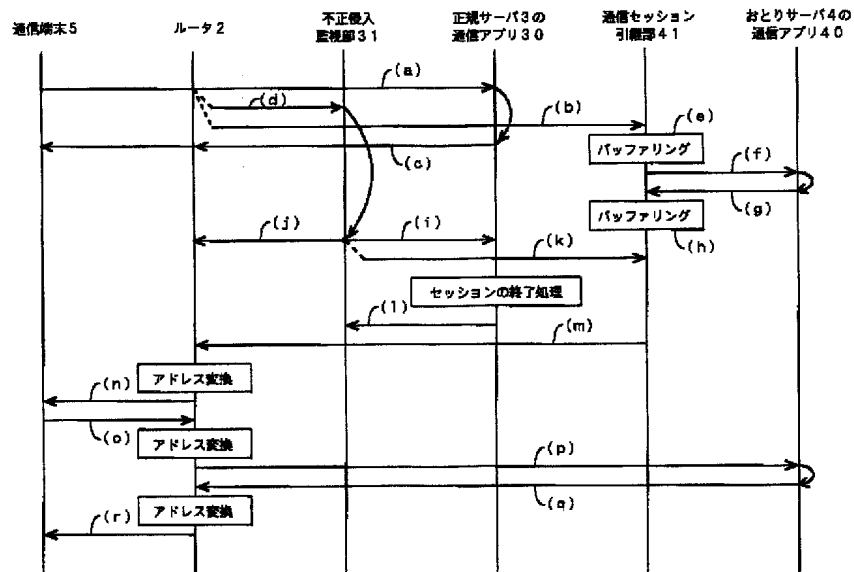 通信端末5
ルータ2
不正侵入
監視部31
正規サーバ3の
通信アプリ30
通信セッション
引継部41
おとりサーバ4の
通信アプリ40
(a)
(d)
(b)
(e)
バッファリング
(c)
(f)
(g)
バッファリング
(h)
(j)
(i)
(k)
セッションの終了処理
(l)
(m)
アドレス変換
(n)
(o)
アドレス変換
(p)
(q)
アドレス変換
(r)